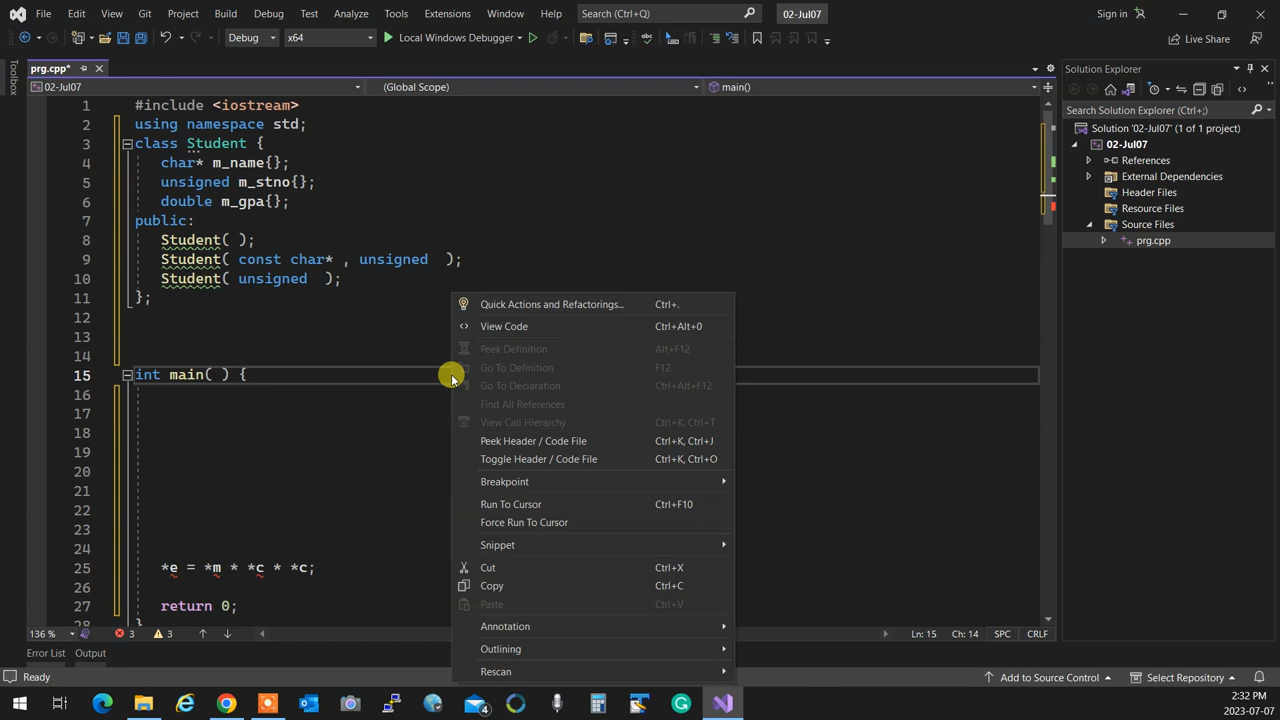 File Edit View Git Project Build Debug Test Analyze Tools Extensions Window Help Search (Ctrl+Q) 02-Jul07 Sign in
Debug x64 Local Windows Debugger Live Share
Toolbox
prg.cpp*
02-Jul07 (Global Scope) main()
1 #include <iostream>
2 using namespace std;
3 class Student {
4 char* m_name{};
5 unsigned m_stno{};
6 double m_gpa{};
7 public:
8 Student( );
9 Student( const char* , unsigned );
10 Student( unsigned );
11 };
12
13
14
15 int main( ) {
16
17
18
19
20
21
22
23
24
25 *e = *m * *c * *c;
26
27 return 0;
28 }
Quick Actions and Refactorings... Ctrl+.
View Code Ctrl+Alt+0
Peek Definition Alt+F12
Go To Definition F12
Go To Declaration Ctrl+Alt+F12
Find All References
View Call Hierarchy Ctrl+K, Ctrl+T
Peek Header / Code File Ctrl+K, Ctrl+J
Toggle Header / Code File Ctrl+K, Ctrl+O
Breakpoint
Run To Cursor Ctrl+F10
Force Run To Cursor
Snippet
Cut Ctrl+X
Copy Ctrl+C
Paste Ctrl+V
Annotation
Outlining
Rescan
Solution Explorer
Search Solution Explorer (Ctrl+;)
Solution '02-Jul07' (1 of 1 project)
02-Jul07
References
External Dependencies
Header Files
Resource Files
Source Files
prg.cpp
136 % 3 3 Ln: 15 Ch: 14 SPC CRLF
Error List Output
Ready Add to Source Control Select Repository
4
2:32 PM
2023-07-07